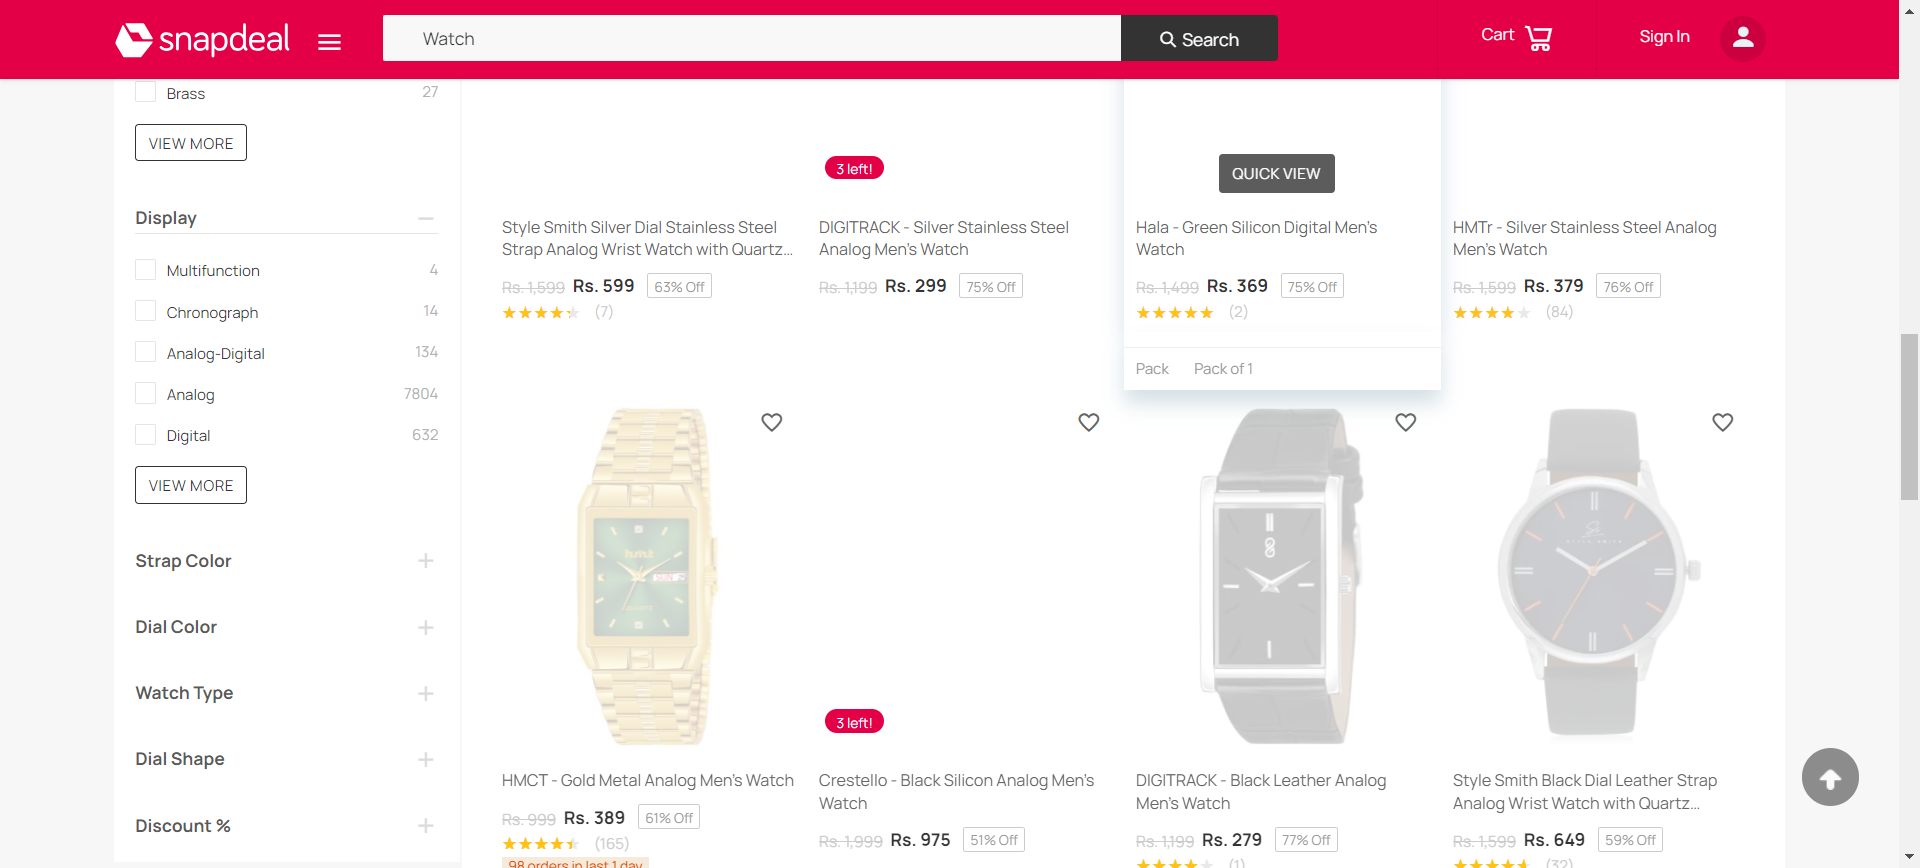 snapdeal
Watch
Search
Cart
Sign In
Brass 27
VIEW MORE
Display
Multifunction 4
Chronograph 14
Analog-Digital 134
Analog 7804
Digital 632
VIEW MORE
Strap Color
Dial Color
Watch Type
Dial Shape
Discount %
Style Smith Silver Dial Stainless Steel
Strap Analog Wrist Watch with Quartz...
Rs. 1,599 Rs. 599 63% Off
(7)
3 left!
DIGITRACK - Silver Stainless Steel
Analog Men's Watch
Rs. 1,199 Rs. 299 75% Off
QUICK VIEW
Hala - Green Silicon Digital Men's
Watch
Rs. 1,499 Rs. 369 75% Off
(2)
Pack Pack of 1
HMTr - Silver Stainless Steel Analog
Men's Watch
Rs. 1,599 Rs. 379 76% Off
(84)
hmt
SUN
HMCT - Gold Metal Analog Men's Watch
Rs. 999 Rs. 389 61% Off
(165)
98 orders in last 1 day
3 left!
Crestello - Black Silicon Analog Men's
Watch
Rs. 1,999 Rs. 975 51% Off
DIGITRACK - Black Leather Analog
Men's Watch
Rs. 1,199 Rs. 279 77% Off
(1)
STYLE SMITH
Style Smith Black Dial Leather Strap
Analog Wrist Watch with Quartz...
Rs. 1,599 Rs. 649 59% Off
(32)